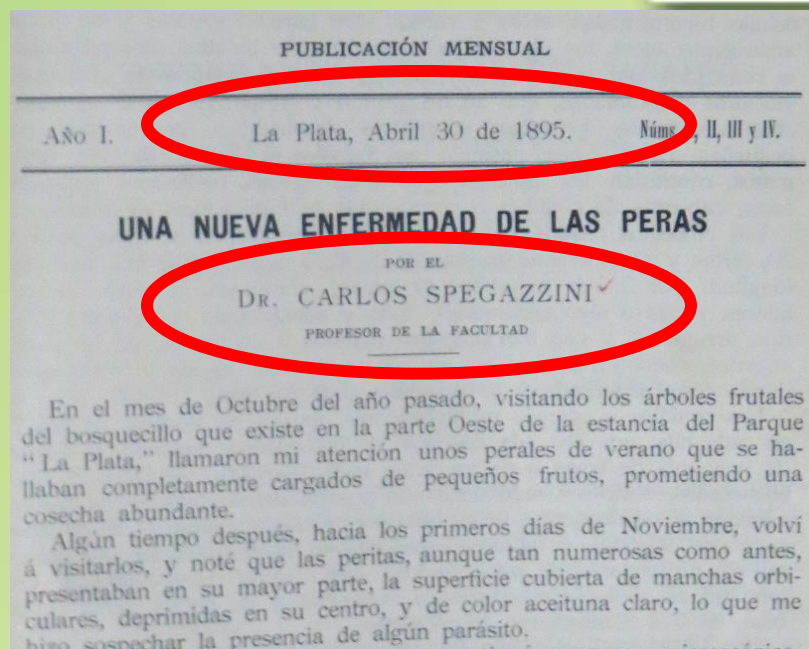 PUBLICACIÓN MENSUAL
Año I.
La Plata, Abril 30 de 1895.
Núms. , II, III y IV.
UNA NUEVA ENFERMEDAD DE LAS PERAS
POR EL
DR. CARLOS SPEGAZZINI
PROFESOR DE LA FACULTAD
En el mes de Octubre del año pasado, visitando los árboles frutales
del bosquecillo que existe en la parte Oeste de la estancia del Parque
“ La Plata,” llamaron mi atención unos perales de verano que se ha-
llaban completamente cargados de pequeños frutos, prometiendo una
cosecha abundante.
Algún tiempo después, hacia los primeros días de Noviembre, volví
á visitarlos, y noté que las peritas, aunque tan numerosas como antes,
presentaban en su mayor parte, la superficie cubierta de manchas orbi-
culares, deprimidas en su centro, y de color aceituna claro, lo que me
hizo sospechar la presencia de algún parásito.